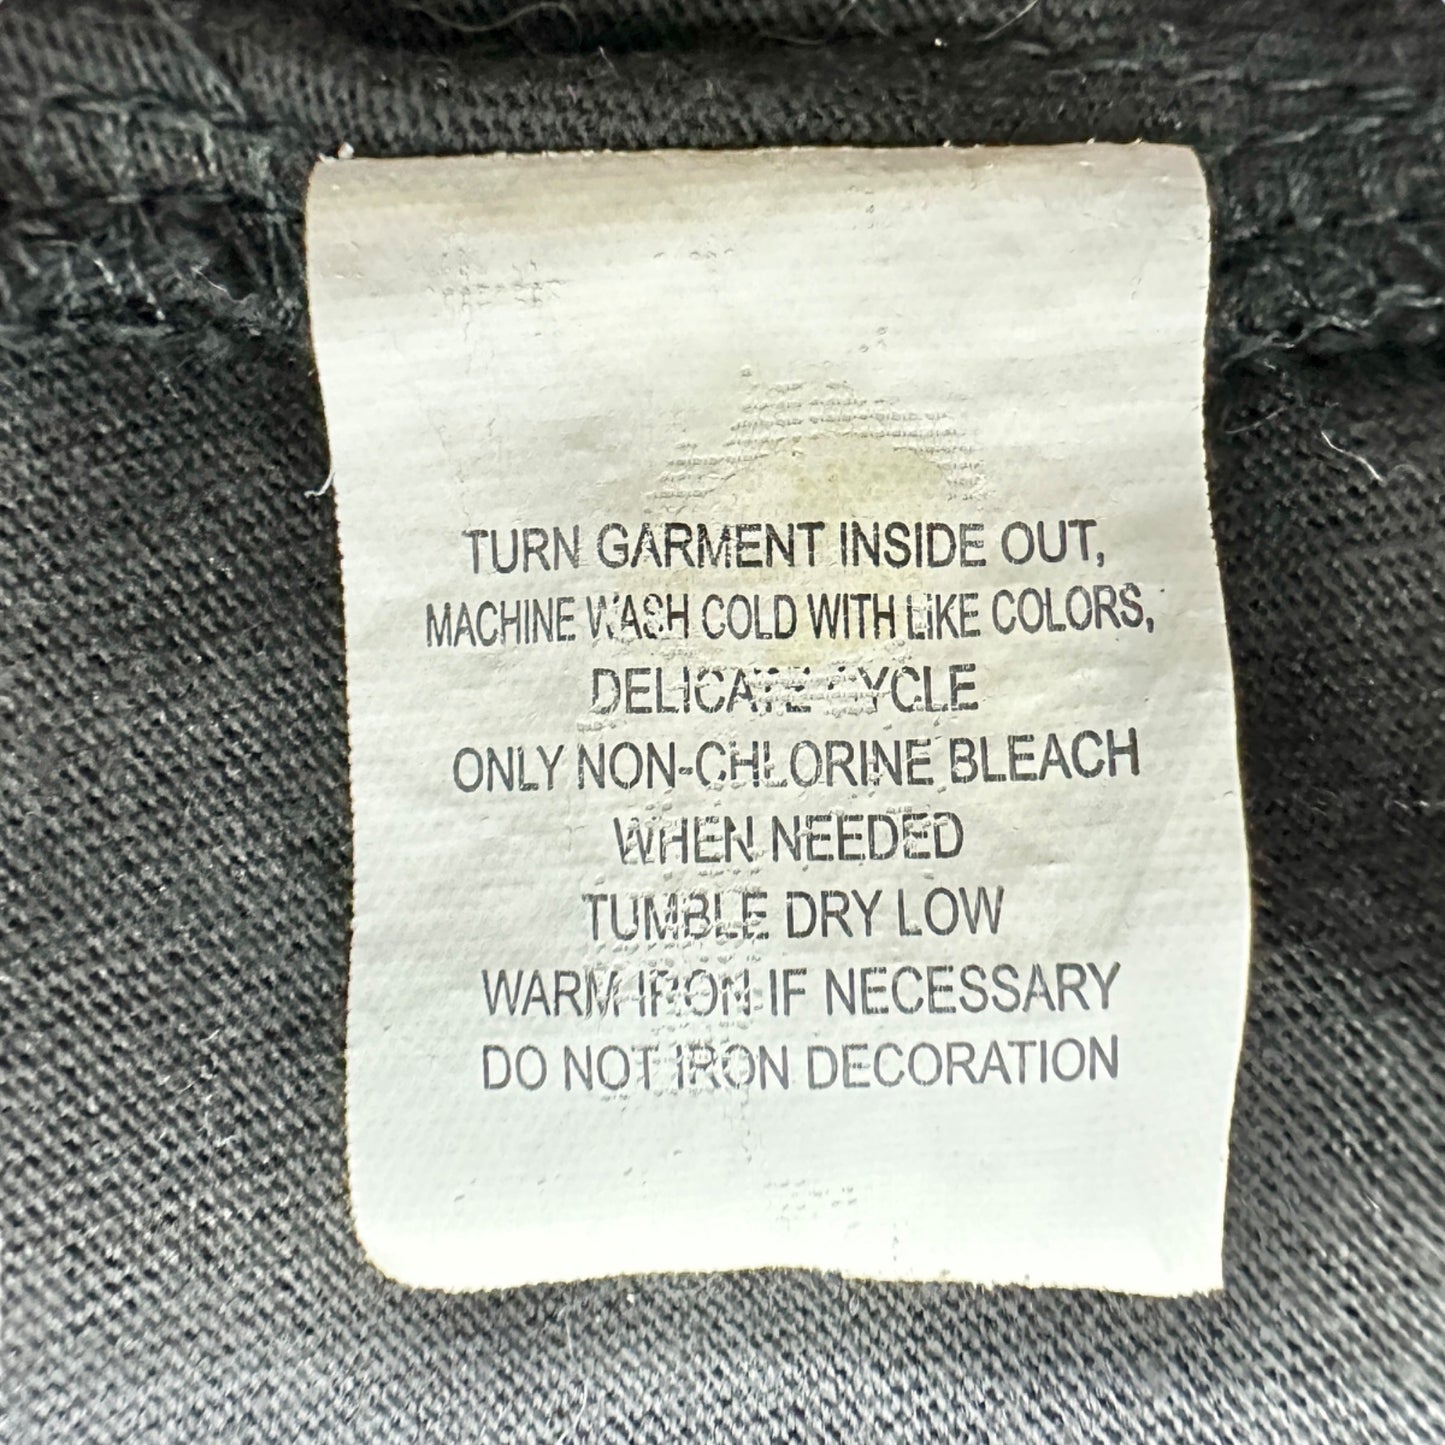 TURN GARMENT INSIDE OUT,
MACHINE WASH COLD WITH LIKE COLORS,
DELICATE CYCLE
ONLY NON-CHLORINE BLEACH
WHEN NEEDED
TUMBLE DRY LOW
WARM IRON IF NECESSARY
DO NOT IRON DECORATION